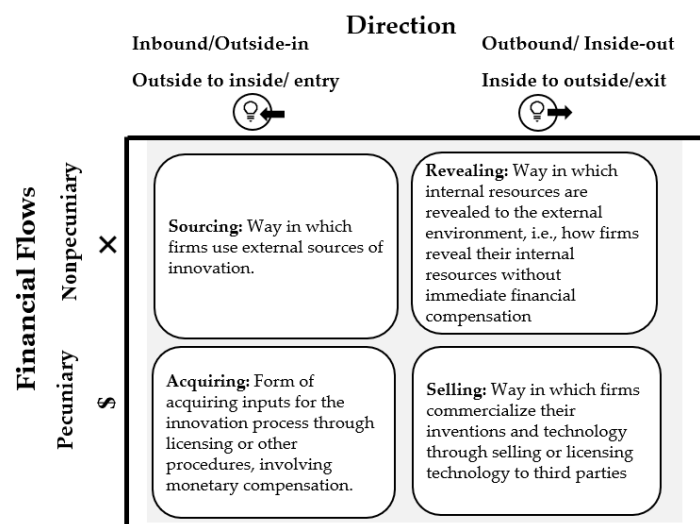 Direction
Inbound/Outside-in
Outside to inside/ entry
Outbound/ Inside-out
Inside to outside/exit
Financial Flows
Nonpecuniary
Sourcing: Way in which
firms use external sources of
innovation.
Revealing: Way in which
internal resources are
revealed to the external
environment, i.e., how firms
reveal their internal
resources without
immediate financial
compensation
Pecuniary
$
Acquiring: Form of
acquiring inputs for the
innovation process through
licensing or other
procedures, involving
monetary compensation.
Selling: Way in which firms
commercialize their
inventions and technology
through selling or licensing
technology to third parties